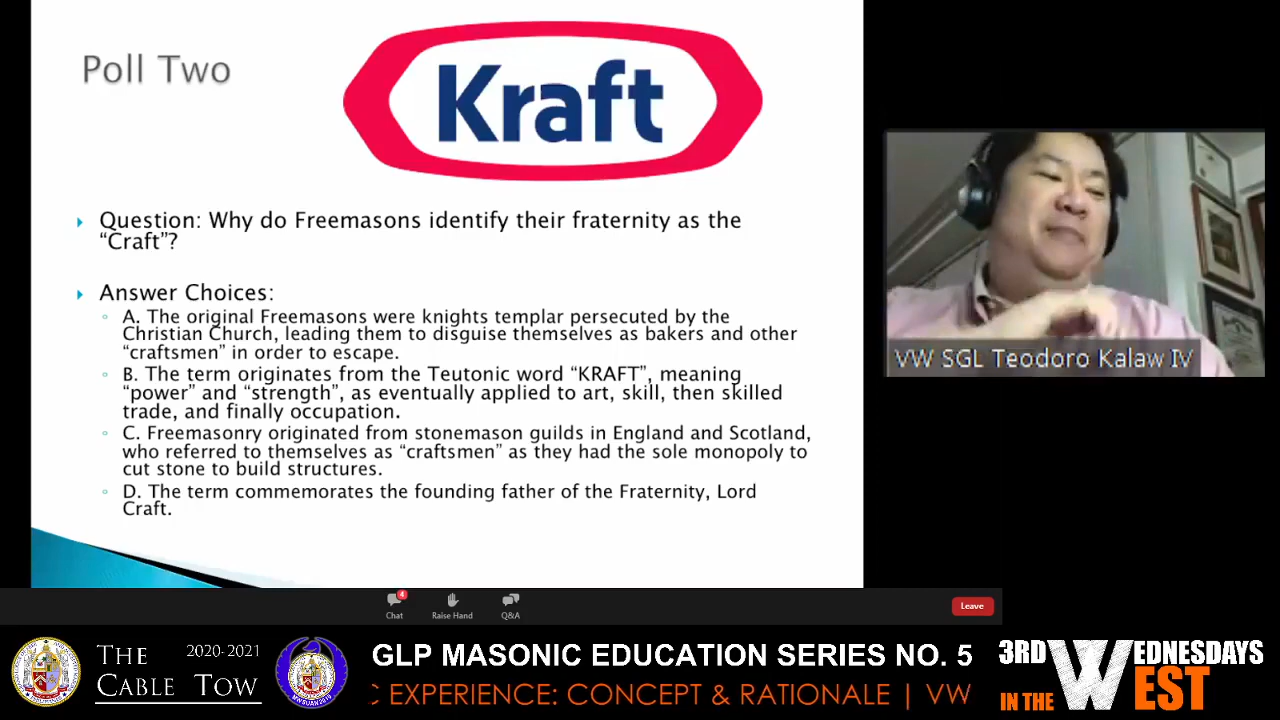 Poll Two
Kraft
Question: Why do Freemasons identify their fraternity as the
“Craft”?
Answer Choices:
A. The original Freemasons were knights templar persecuted by the
Christian Church, leading them to disguise themselves as bakers and other
“craftsmen” in order to escape.
B. The term originates from the Teutonic word “KRAFT”, meaning
“power” and “strength”, as eventually applied to art, skill, then skilled
trade, and finally occupation.
C. Freemasonry originated from stonemason guilds in England and Scotland,
who referred to themselves as “craftsmen” as they had the sole monopoly to
cut stone to build structures.
D. The term commemorates the founding father of the Fraternity, Lord
Craft.
VW SGL Teodoro Kalaw IV
4
Chat
Raise Hand
Q&A
Leave
THE
CABLE TOW
2020-2021
GLP MASONIC EDUCATION SERIES NO. 5
C EXPERIENCE: CONCEPT & RATIONALE | VW
3RD WEDNESDAYS
IN THE WEST